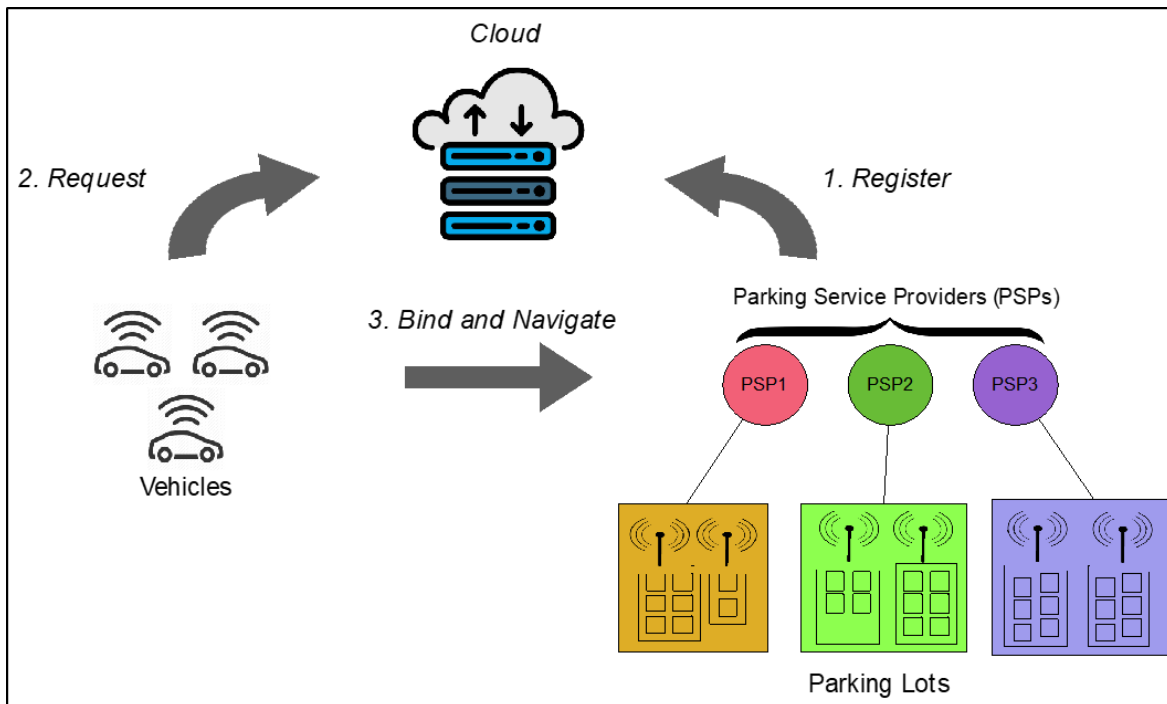 Cloud
2. Request
1. Register
Parking Service Providers (PSPs)
3. Bind and Navigate
PSP1
PSP2
PSP3
Vehicles
Parking Lots